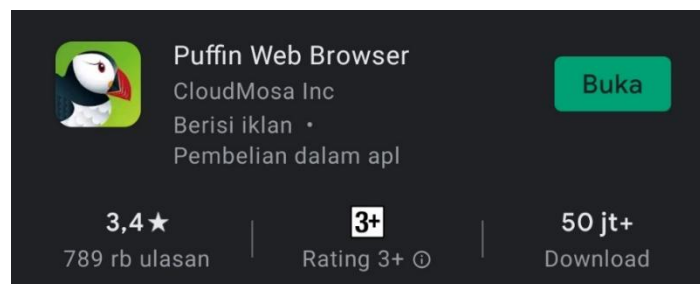 Puffin Web Browser
CloudMosa Inc
Berisi iklan •
Pembelian dalam apl
Buka
3,4★
789 rb ulasan
3+
Rating 3+ ⓘ
50 jt+
Download